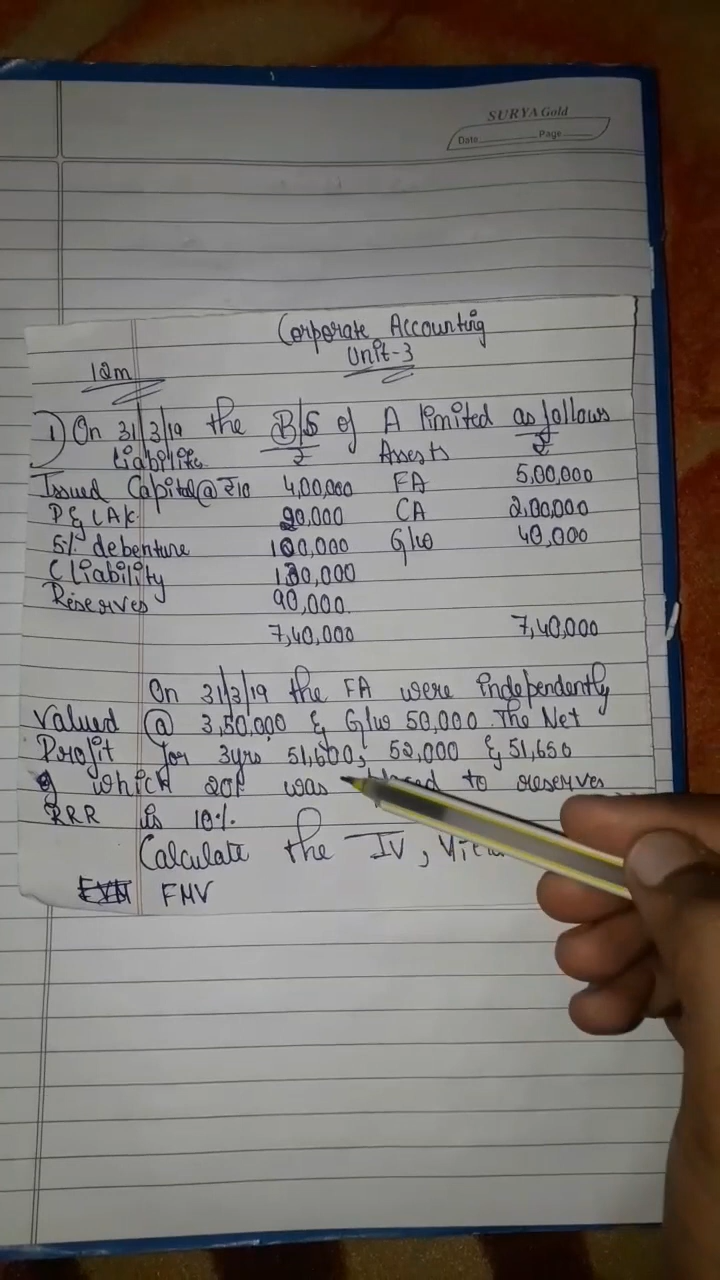 SURYA Gold
Date Page
Corporate Accounting
Unit-3
12m
1) On 31/3/19 the B/S of A limited as follows
Liabilite ₹ Assests ₹
Issued Capital @ ₹10 4,00,000 FA 5,00,000
P & L A/c 20,000 CA 2,00,000
5% debenture 100,000 G/w 40,000
C Liability 130,000
Reserves 90,000
7,40,000 7,40,000
On 31/3/19 the FA were independently
Valued @ 3,50,000 & G/w 50,000. The Net
Profit for 3yrs 51,600, 52,000 & 51,650
of which 20% was to reserves
RRR is 10%.
Calculate the IV,
FMV